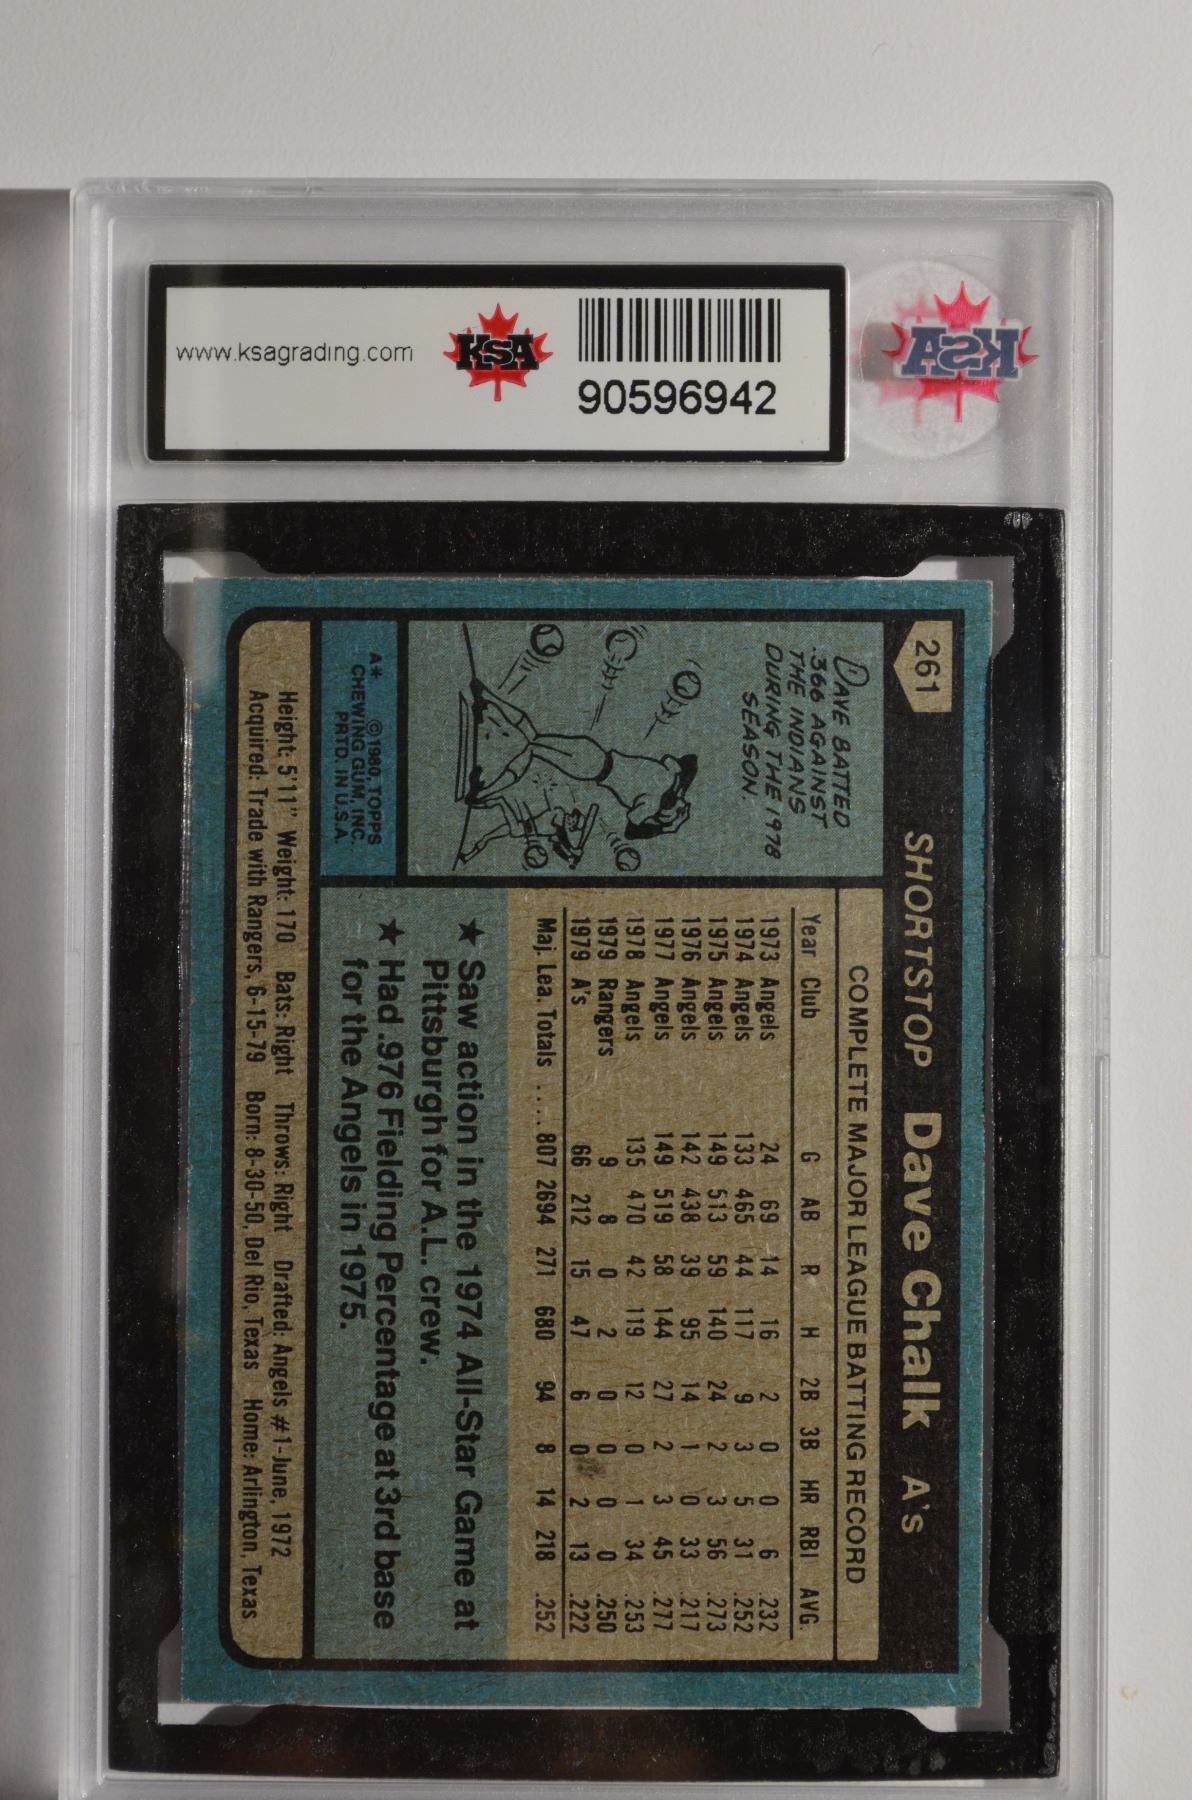 www.ksagrading.com
KSA
90596942
KSA
261
SHORTSTOP Dave Chalk A's
DAVE BATTED
.366 AGAINST
THE INDIANS
DURING THE 1978
SEASON.
A* © 1980, TOPPS
CHEWING GUM, INC.
PRTD. IN U.S.A.
COMPLETE MAJOR LEAGUE BATTING RECORD
Year Club G AB R H 2B 3B HR RBI AVG.
1973 Angels 24 69 14 16 2 0 0 6 .232
1974 Angels 133 465 44 117 9 3 5 31 .252
1975 Angels 149 513 59 140 24 2 3 56 .273
1976 Angels 142 438 39 95 14 1 0 33 .217
1977 Angels 149 519 58 144 27 2 3 45 .277
1978 Angels 135 470 42 119 12 0 1 34 .253
1979 Rangers 9 8 0 2 0 0 0 0 .250
1979 A's 66 212 15 47 6 0 2 13 .222
Maj. Lea. Totals .... 807 2694 271 680 94 8 14 218 .252
★ Saw action in the 1974 All-Star Game at
Pittsburgh for A.L. crew.
★ Had .976 Fielding Percentage at 3rd base
for the Angels in 1975.
Height: 5'11" Weight: 170 Bats: Right Throws: Right Drafted: Angels #1-June, 1972
Acquired: Trade with Rangers, 6-15-79 Born: 8-30-50, Del Rio, Texas Home: Arlington, Texas